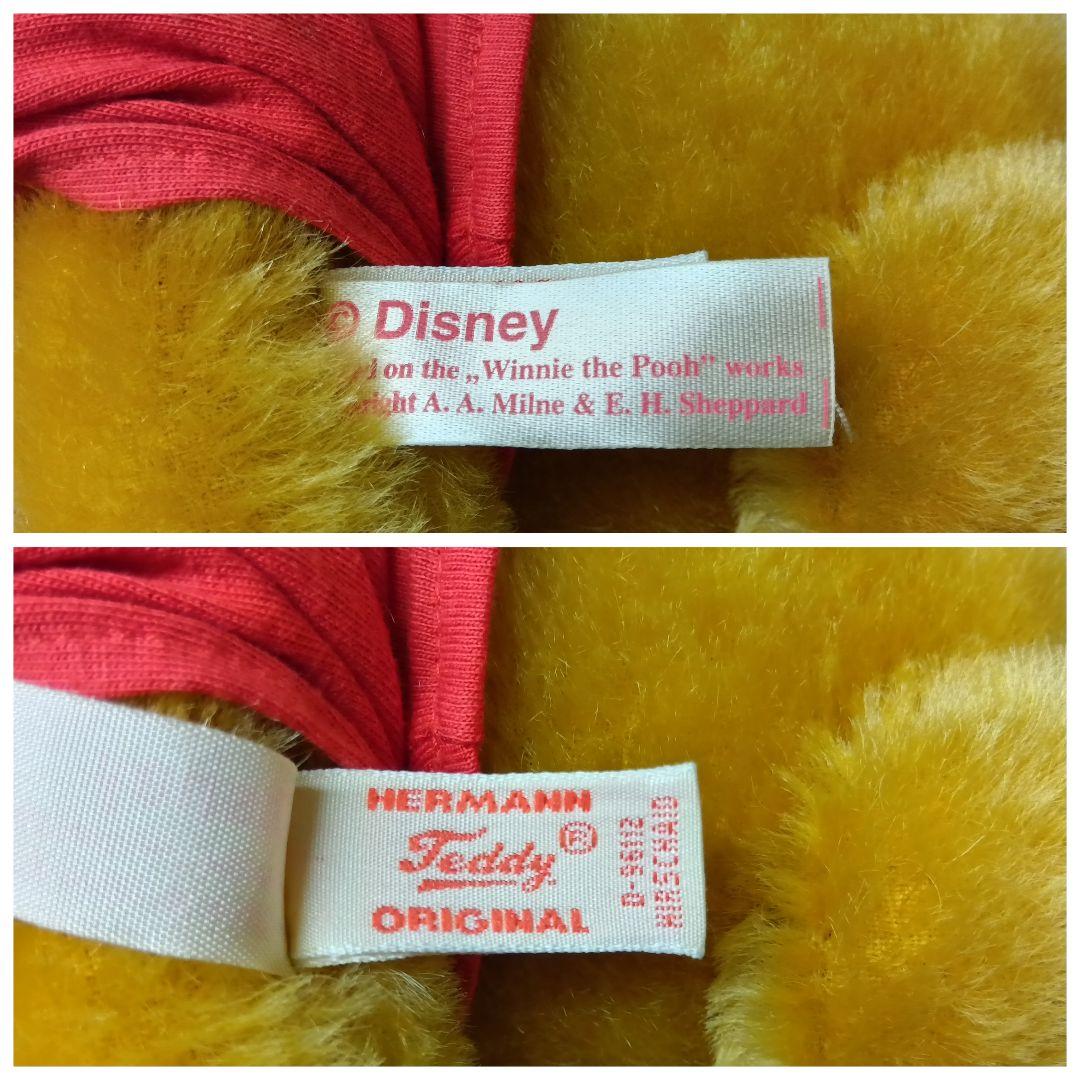 © Disney
on the „Winnie the Pooh" works
A. A. Milne & E. H. Sheppard
HERMANN
Teddy ®
ORIGINAL
D-96112
HIRSCHAID